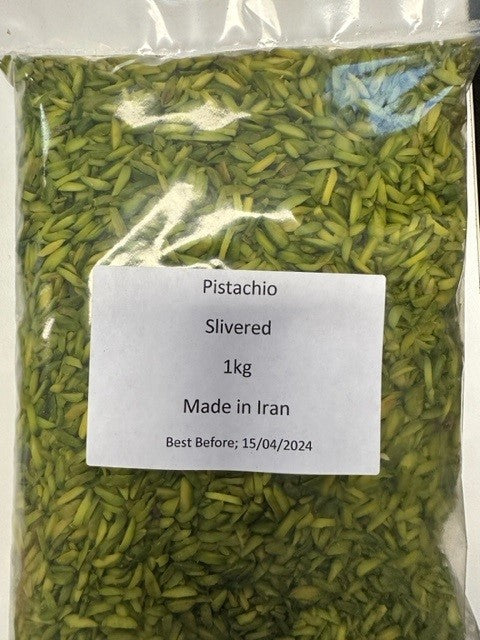 Pistachio
Slivered
1kg
Made in Iran
Best Before; 15/04/2024